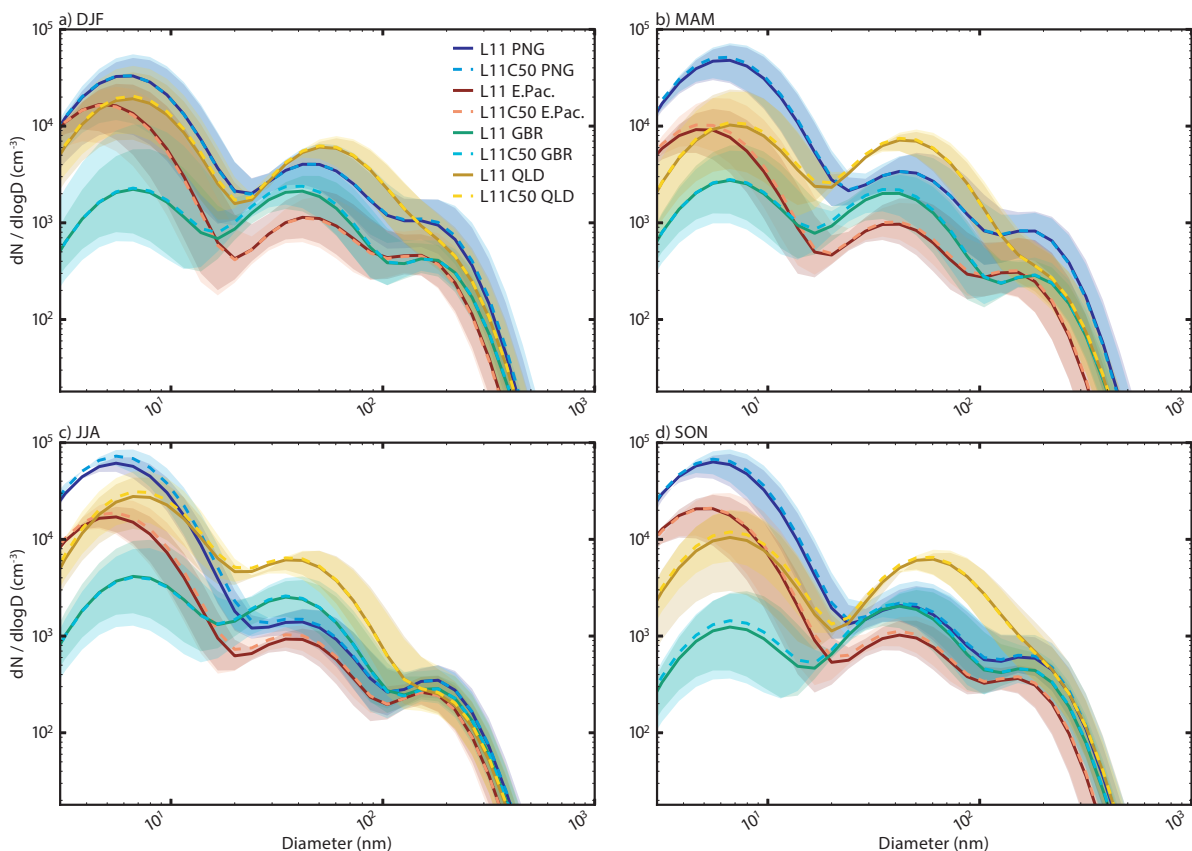 a) DJF
b) MAM
10⁵
10⁴
10³
10²
dN / dlogD (cm⁻³)
L11 PNG
L11C50 PNG
L11 E.Pac.
L11C50 E.Pac.
L11 GBR
L11C50 GBR
L11 QLD
L11C50 QLD
10¹
10²
10³
10⁵
10⁴
10³
10²
10¹
10²
10³
c) JJA
d) SON
10⁵
10⁴
10³
10²
dN / dlogD (cm⁻³)
10¹
10²
10³
Diameter (nm)
10⁵
10⁴
10³
10²
10¹
10²
10³
Diameter (nm)